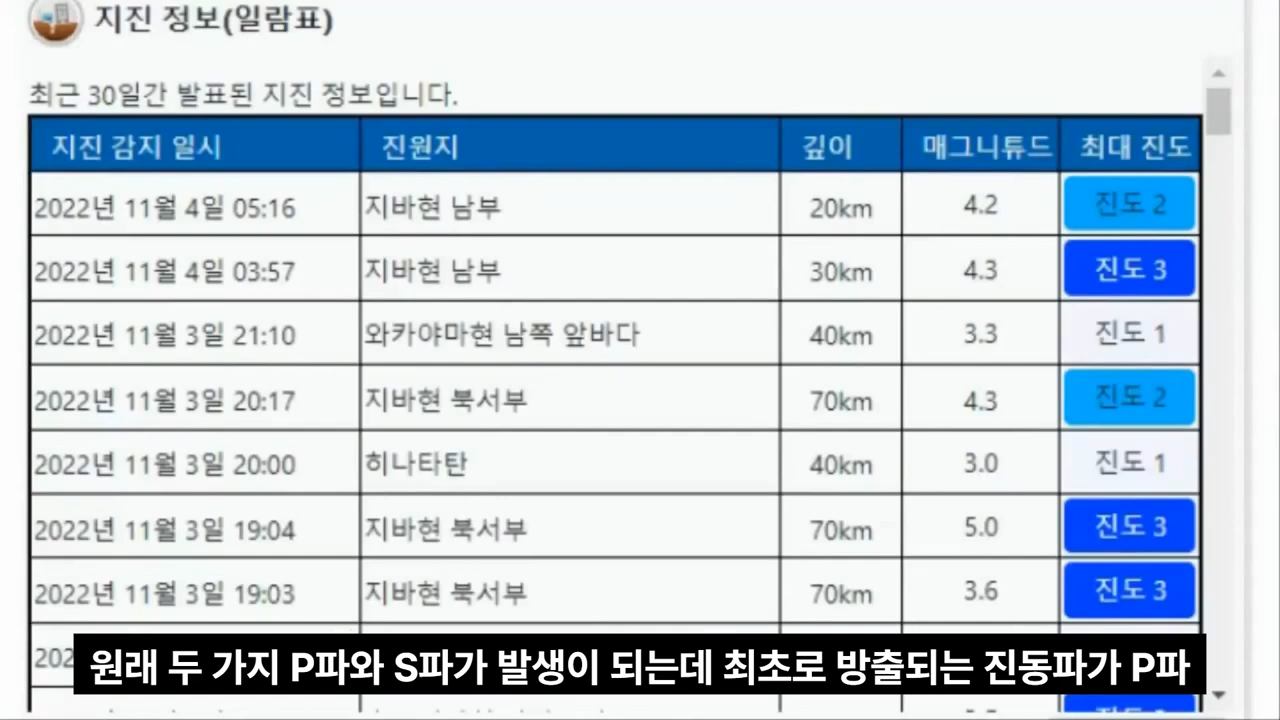 지진 정보(일람표)
최근 30일간 발표된 지진 정보입니다.
지진 감지 일시 진원지 깊이 매그니튜드 최대 진도
2022년 11월 4일 05:16 지바현 남부 20km 4.2 진도 2
2022년 11월 4일 03:57 지바현 남부 30km 4.3 진도 3
2022년 11월 3일 21:10 와카야마현 남쪽 앞바다 40km 3.3 진도 1
2022년 11월 3일 20:17 지바현 북서부 70km 4.3 진도 2
2022년 11월 3일 20:00 히나타탄 40km 3.0 진도 1
2022년 11월 3일 19:04 지바현 북서부 70km 5.0 진도 3
2022년 11월 3일 19:03 지바현 북서부 70km 3.6 진도 3
원래 두 가지 P파와 S파가 발생이 되는데 최초로 방출되는 진동파가 P파